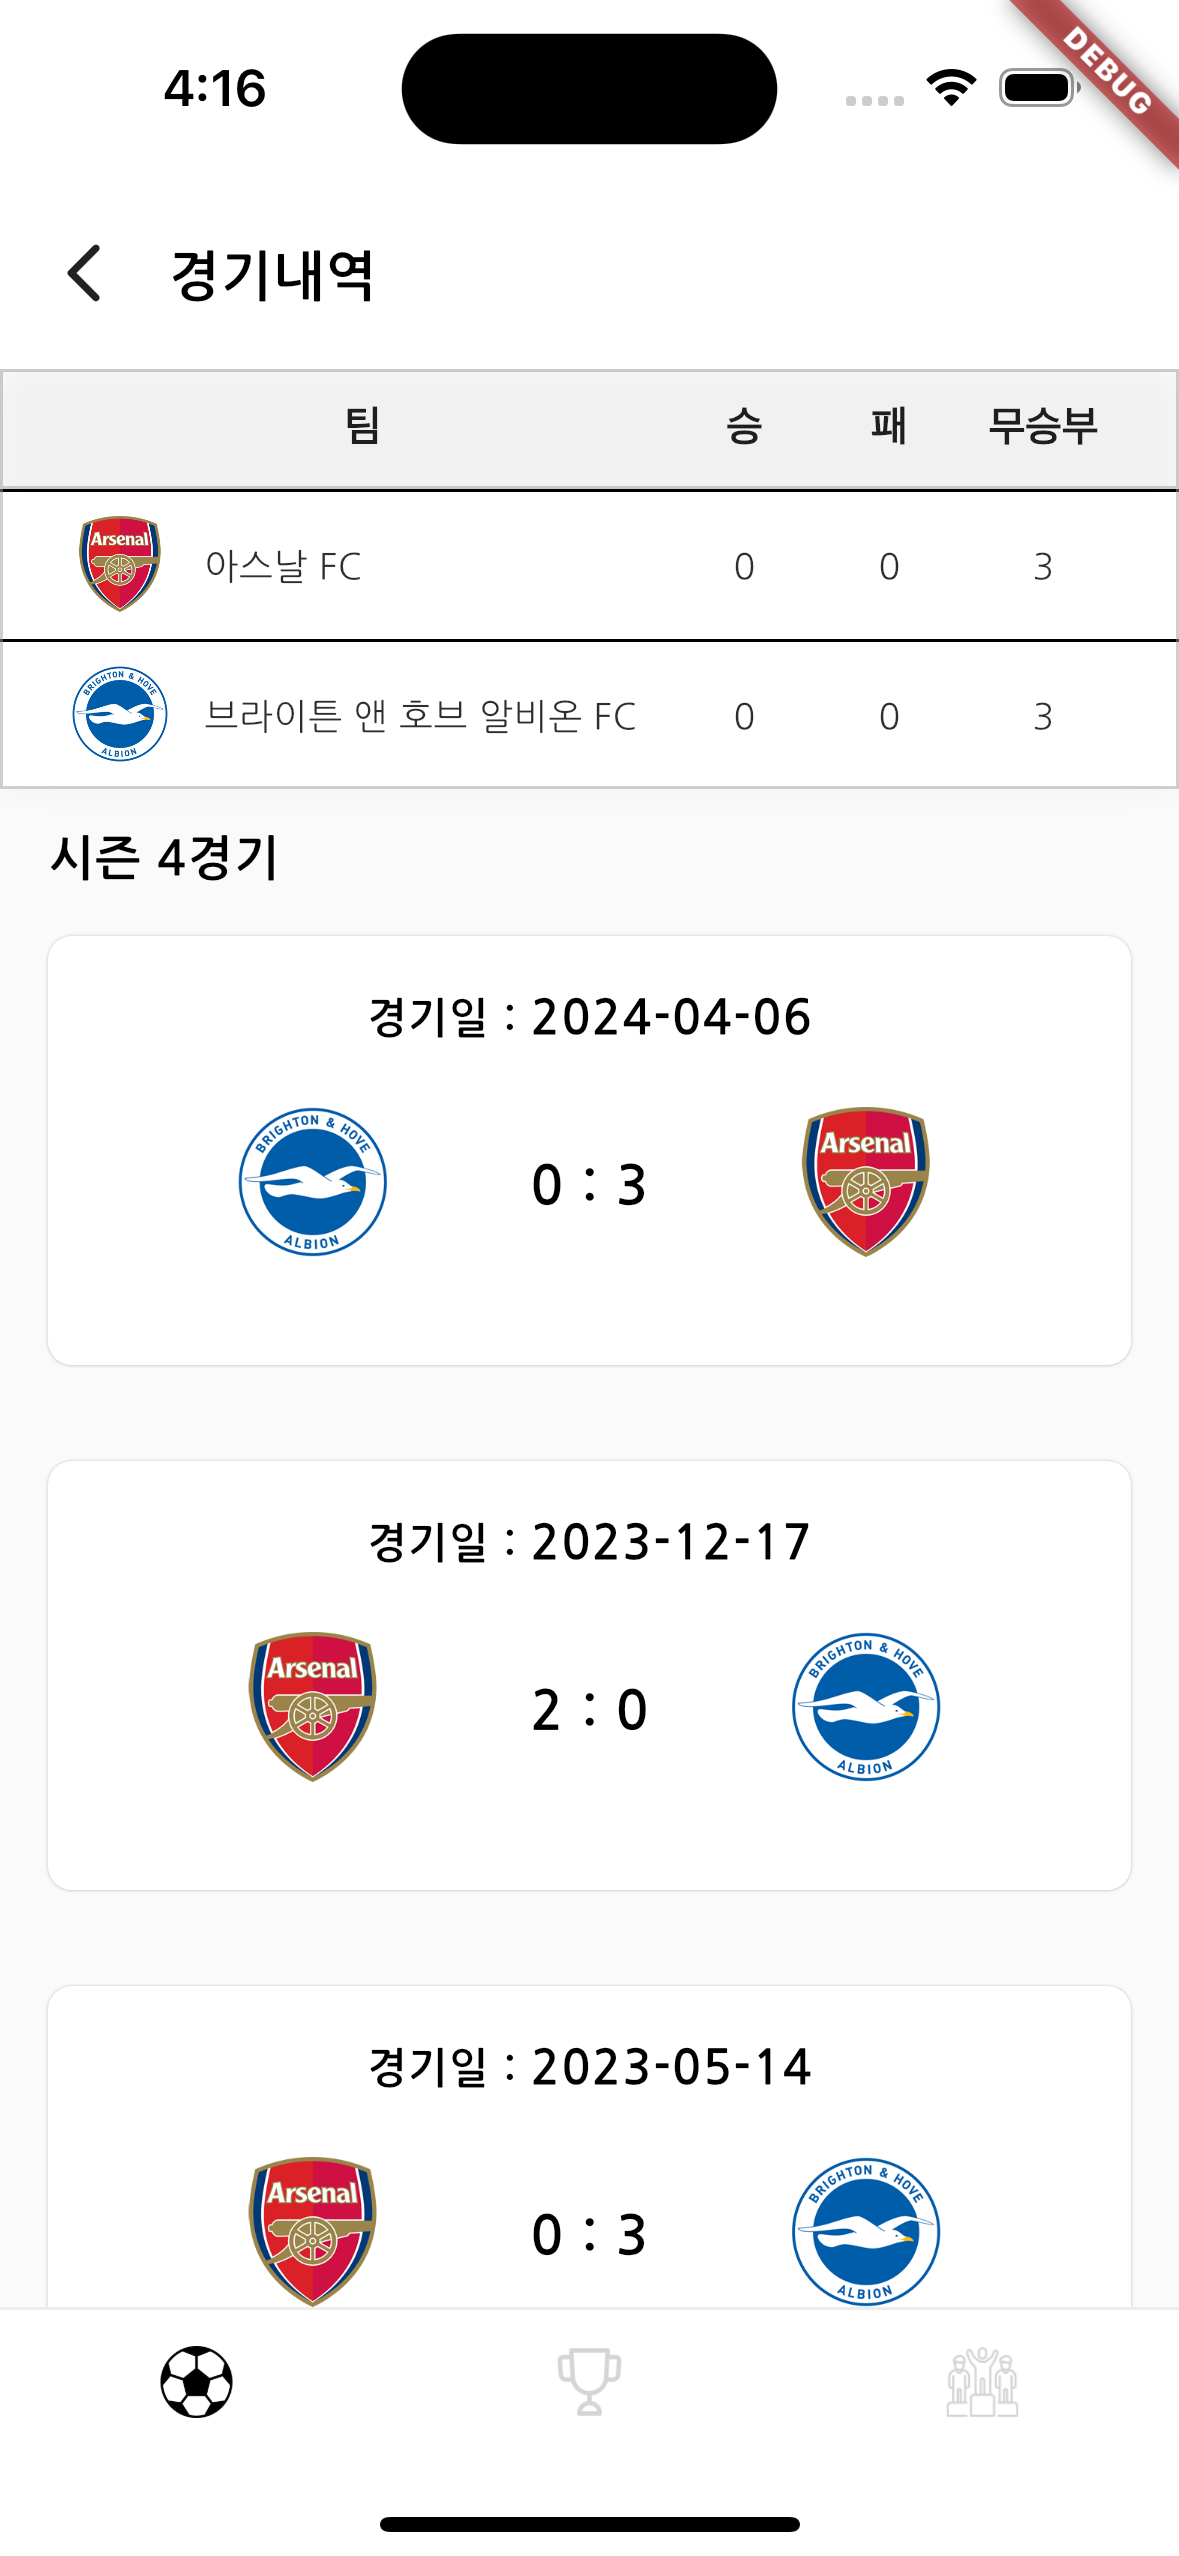 4:16
DEBUG
경기내역
팀 승 패 무승부
Arsenal
아스날 FC 0 0 3
BRIGHTON & HOVE
ALBION
브라이튼 앤 호브 알비온 FC 0 0 3
시즌 4경기
경기일 : 2024-04-06
BRIGHTON & HOVE
ALBION
0 : 3
Arsenal
경기일 : 2023-12-17
Arsenal
2 : 0
BRIGHTON & HOVE
ALBION
경기일 : 2023-05-14
Arsenal
0 : 3
BRIGHTON & HOVE
ALBION